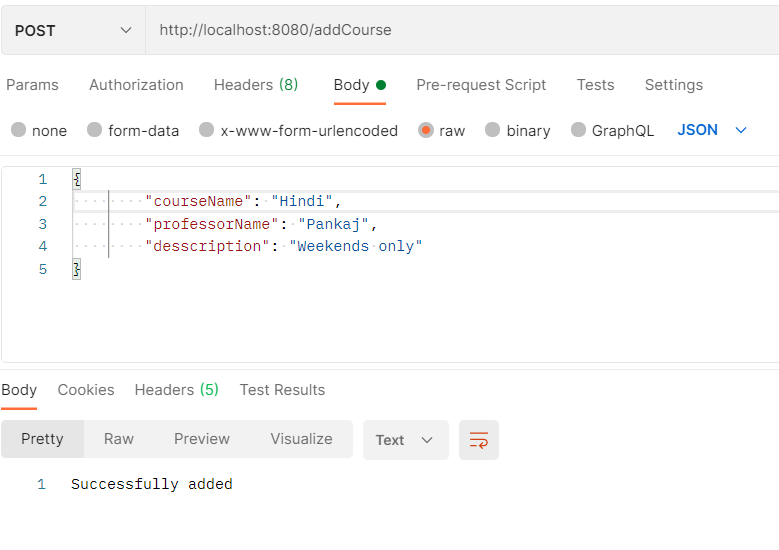 POST http://localhost:8080/addCourse
Params Authorization Headers (8) Body Pre-request Script Tests Settings
none form-data x-www-form-urlencoded raw binary GraphQL JSON
1 {
2 "courseName": "Hindi",
3 "professorName": "Pankaj",
4 "desscription": "Weekends only"
5 }
Body Cookies Headers (5) Test Results
Pretty Raw Preview Visualize Text
1 Successfully added